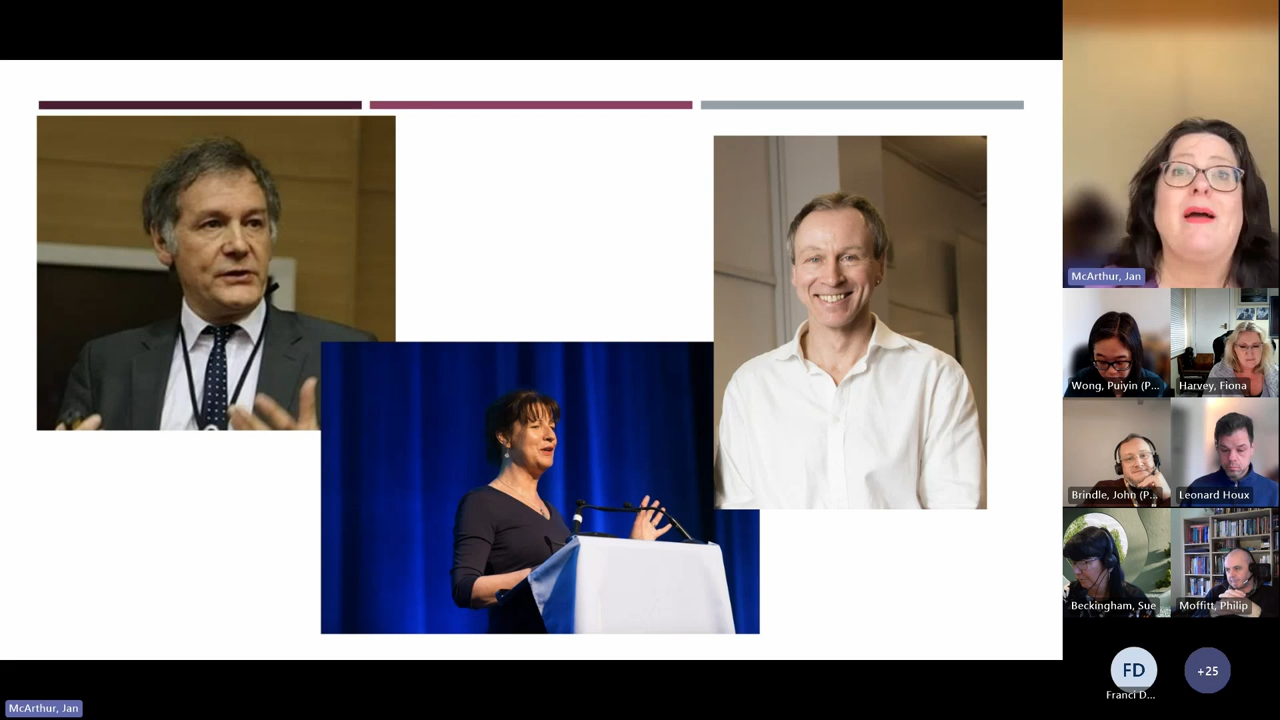 McArthur, Jan
Wong, Puiyin (P...
Harvey, Fiona
Brindle, John (P...
Leonard Houx
Beckingham, Sue
Moffitt, Philip
FD
+25
Franci D...
McArthur, Jan